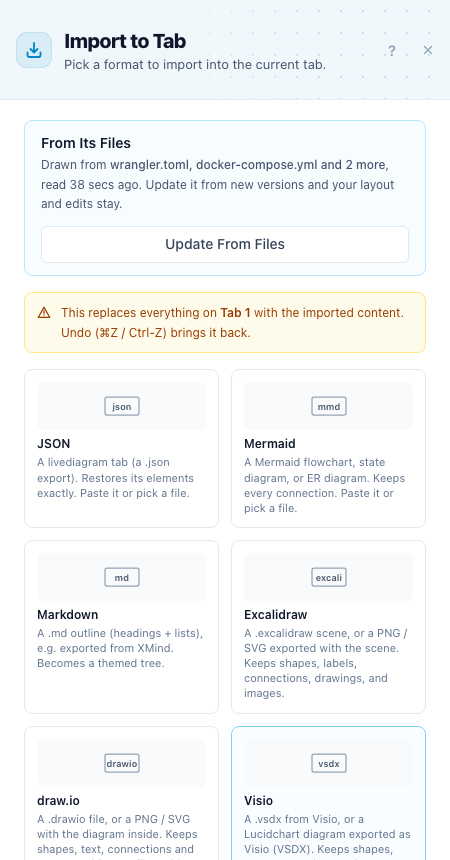 Import to Tab
Pick a format to import into the current tab.
?
×
From Its Files
Drawn from wrangler.toml, docker-compose.yml and 2 more,
read 38 secs ago. Update it from new versions and your layout
and edits stay.
Update From Files
This replaces everything on Tab 1 with the imported content.
Undo (⌘Z / Ctrl-Z) brings it back.
json
JSON
A livediagram tab (a .json
export). Restores its elements
exactly. Paste it or pick a file.
mmd
Mermaid
A Mermaid flowchart, state
diagram, or ER diagram. Keeps
every connection. Paste it or
pick a file.
md
Markdown
A .md outline (headings + lists),
e.g. exported from XMind.
Becomes a themed tree.
excali
Excalidraw
A .excalidraw scene, or a PNG /
SVG exported with the scene.
Keeps shapes, labels,
connections, drawings, and
images.
drawio
draw.io
A .drawio file, or a PNG / SVG
with the diagram inside. Keeps
shapes, text, connections and
vsdx
Visio
A .vsdx from Visio, or a
Lucidchart diagram exported as
Visio (VSDX). Keeps shapes,